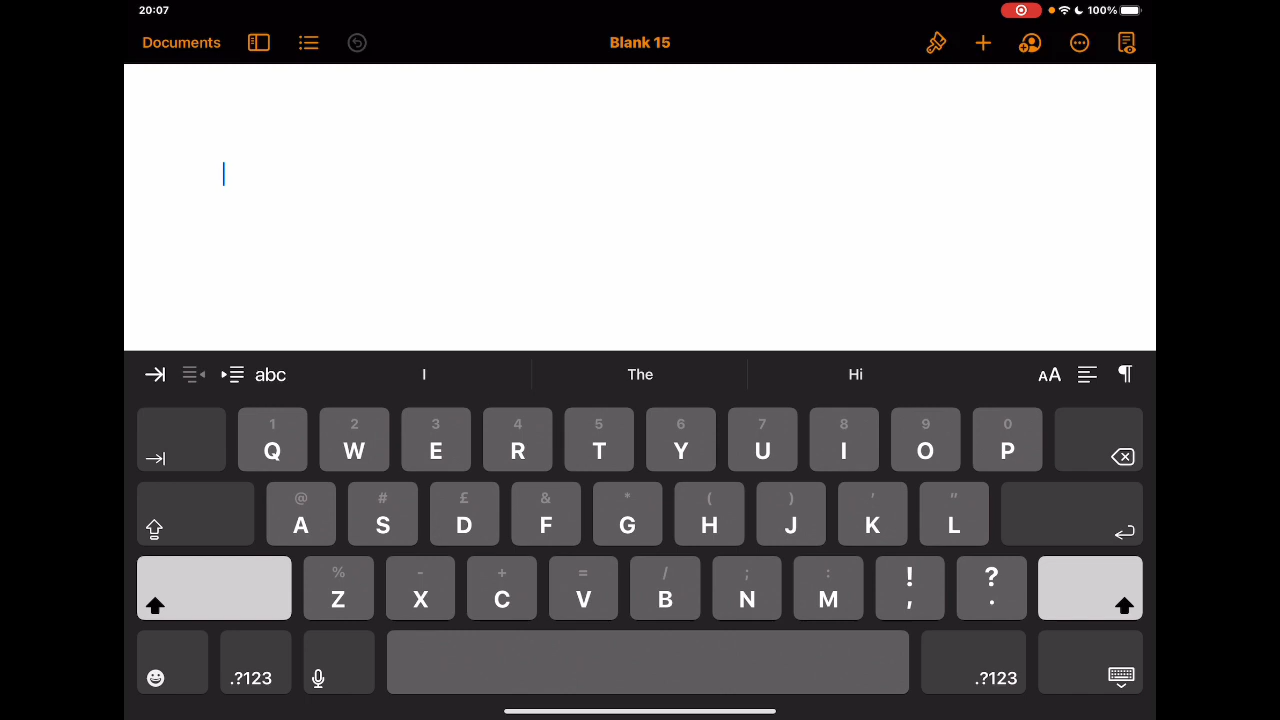 20:07 100%
Documents Blank 15
abc I The Hi AA
1 2 3 4 5 6 7 8 9 0
Q W E R T Y U I O P
@ # £ & * ( ) ' "
A S D F G H J K L
% - + = / ; : ! ?
Z X C V B N M , .
.?123 .?123